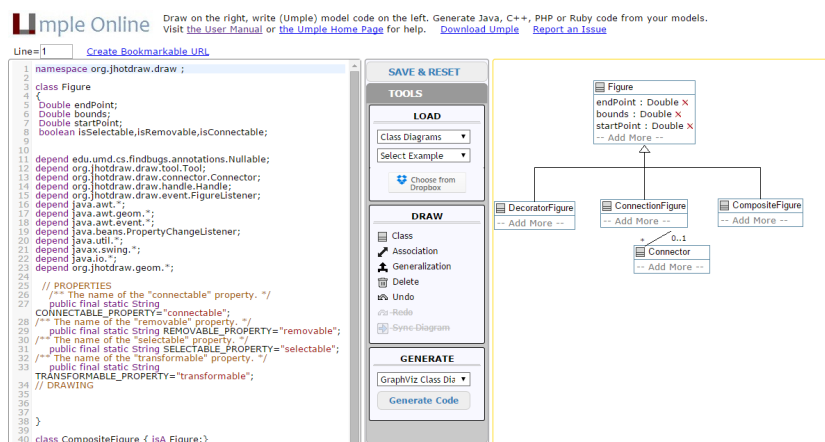 Umple Online
Draw on the right, write (Umple) model code on the left. Generate Java, C++, PHP or Ruby code from your models.
Visit the User Manual or the Umple Home Page for help. Download Umple Report an Issue
Line= 1 Create Bookmarkable URL
1 namespace org.jhotdraw.draw ;
2
3 class Figure
4 {
5 Double endPoint;
6 Double bounds;
7 Double startPoint;
8 boolean isSelectable,isRemovable,isConnectable;
9
10
11 depend edu.umd.cs.findbugs.annotations.Nullable;
12 depend org.jhotdraw.draw.tool.Tool;
13 depend org.jhotdraw.draw.connector.Connector;
14 depend org.jhotdraw.draw.handle.Handle;
15 depend org.jhotdraw.draw.event.FigureListener;
16 depend java.awt.*;
17 depend java.awt.geom.*;
18 depend java.awt.event.*;
19 depend java.beans.PropertyChangeListener;
20 depend java.util.*;
21 depend javax.swing.*;
22 depend java.io.*;
23 depend org.jhotdraw.geom.*;
24
25 // PROPERTIES
26 /** The name of the "connectable" property. */
27 public final static String
CONNECTABLE_PROPERTY="connectable";
28 /** The name of the "removable" property. */
29 public final static String REMOVABLE_PROPERTY="removable";
30 /** The name of the "selectable" property. */
31 public final static String SELECTABLE_PROPERTY="selectable";
32 /** The name of the "transformable" property. */
33 public final static String
TRANSFORMABLE_PROPERTY="transformable";
34 // DRAWING
35
36
37
38 }
39
40 class CompositeFigure { isA Figure;}
SAVE & RESET
TOOLS
LOAD
Class Diagrams
Select Example
Choose from
Dropbox
DRAW
Class
Association
Generalization
Delete
Undo
Redo
Sync Diagram
GENERATE
GraphViz Class Dia
Generate Code
Figure
endPoint : Double X
bounds : Double X
startPoint : Double X
-- Add More --
DecoratorFigure
-- Add More --
ConnectionFigure
-- Add More --
CompositeFigure
-- Add More --
* 0..1
Connector
-- Add More --